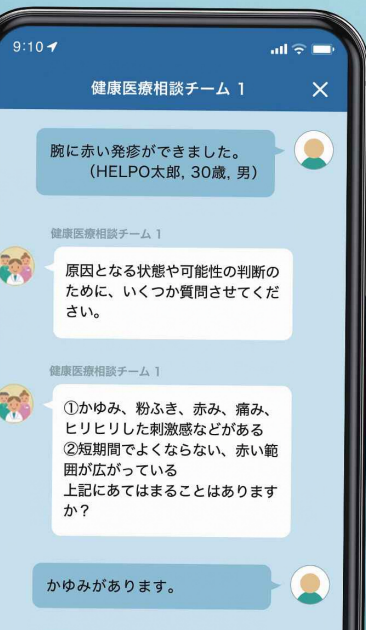 9:10
健康医療相談チーム 1
腕に赤い発疹ができました。
(HELPO太郎, 30歳, 男)
健康医療相談チーム 1
原因となる状態や可能性の判断の
ために、いくつか質問させてくだ
さい。
健康医療相談チーム 1
①かゆみ、粉ふき、赤み、痛み、
ヒリヒリした刺激感などがある
②短期間でよくならない、赤い範
囲が広がっている
上記にあてはまることはあります
か？
かゆみがあります。